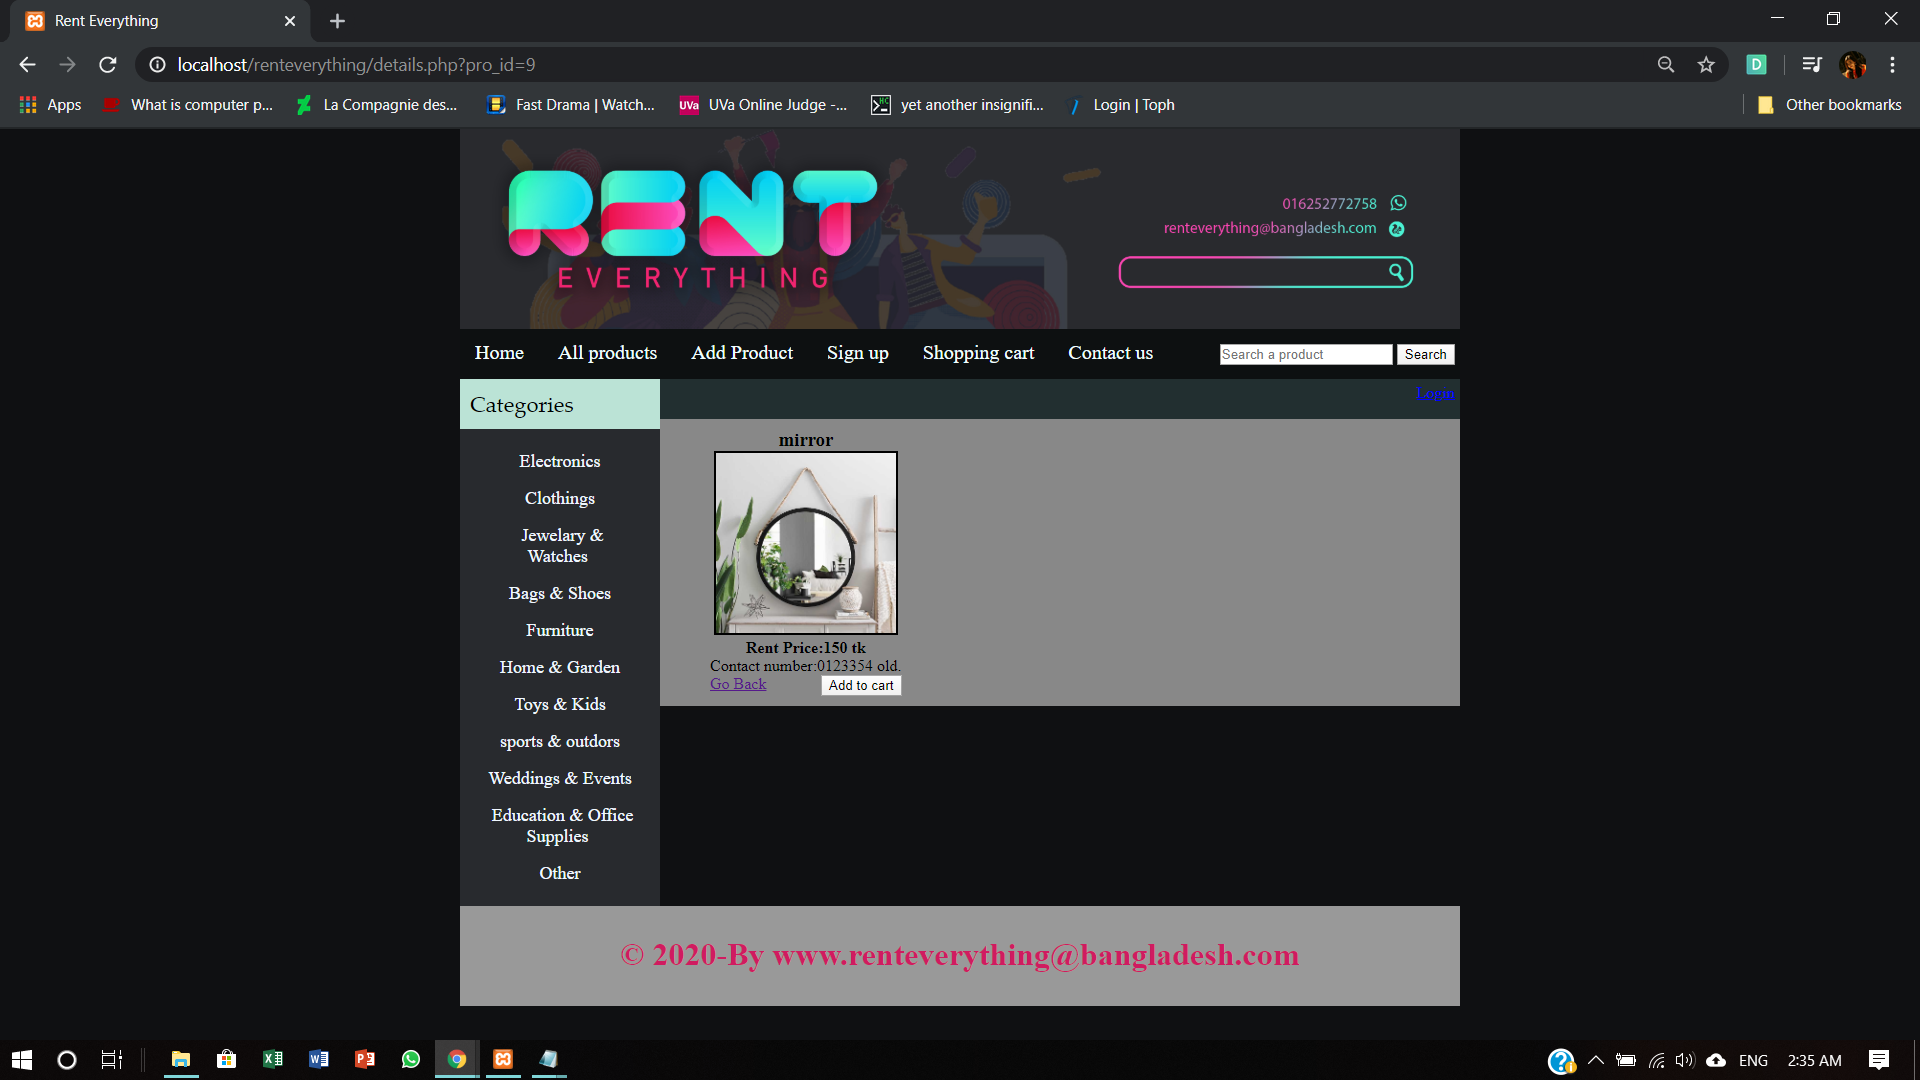 Rent Everything
localhost/renteverything/details.php?pro_id=9
D
Apps
What is computer p...
La Compagnie des...
Fast Drama | Watch...
UVa
UVa Online Judge -...
yet another insignifi...
Login | Toph
Other bookmarks
RENT
EVERYTHING
016252772758
renteverything@bangladesh.com
Home
All products
Add Product
Sign up
Shopping cart
Contact us
Search a product
Search
Categories
Login
Electronics
Clothings
Jewelary &
Watches
Bags & Shoes
Furniture
Home & Garden
Toys & Kids
sports & outdors
Weddings & Events
Education & Office
Supplies
Other
mirror
Rent Price:150 tk
Contact number:0123354 old.
Go Back
Add to cart
© 2020-By www.renteverything@bangladesh.com
ENG
2:35 AM